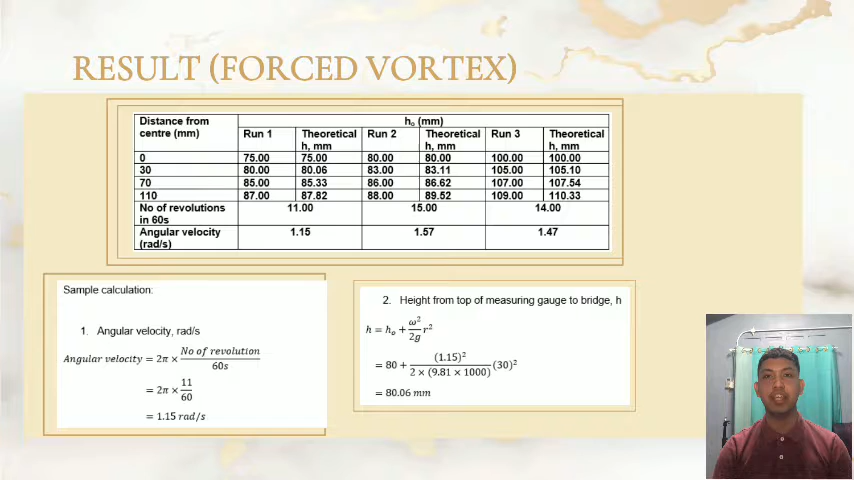 RESULT (FORCED VORTEX)
Distance from centre (mm) hₒ (mm)
Run 1 Theoretical h, mm Run 2 Theoretical h, mm Run 3 Theoretical h, mm
0 75.00 75.00 80.00 80.00 100.00 100.00
30 80.00 80.06 83.00 83.11 105.00 105.10
70 85.00 85.33 86.00 86.62 107.00 107.54
110 87.00 87.82 88.00 89.52 109.00 110.33
No of revolutions in 60s 11.00 15.00 14.00
Angular velocity (rad/s) 1.15 1.57 1.47
Sample calculation:
1. Angular velocity, rad/s
Angular velocity = 2π × No of revolution / 60s
= 2π × 11 / 60
= 1.15 rad/s
2. Height from top of measuring gauge to bridge, h
h = hₒ + ω² / 2g r²
= 80 + (1.15)² / 2 × (9.81 × 1000) (30)²
= 80.06 mm